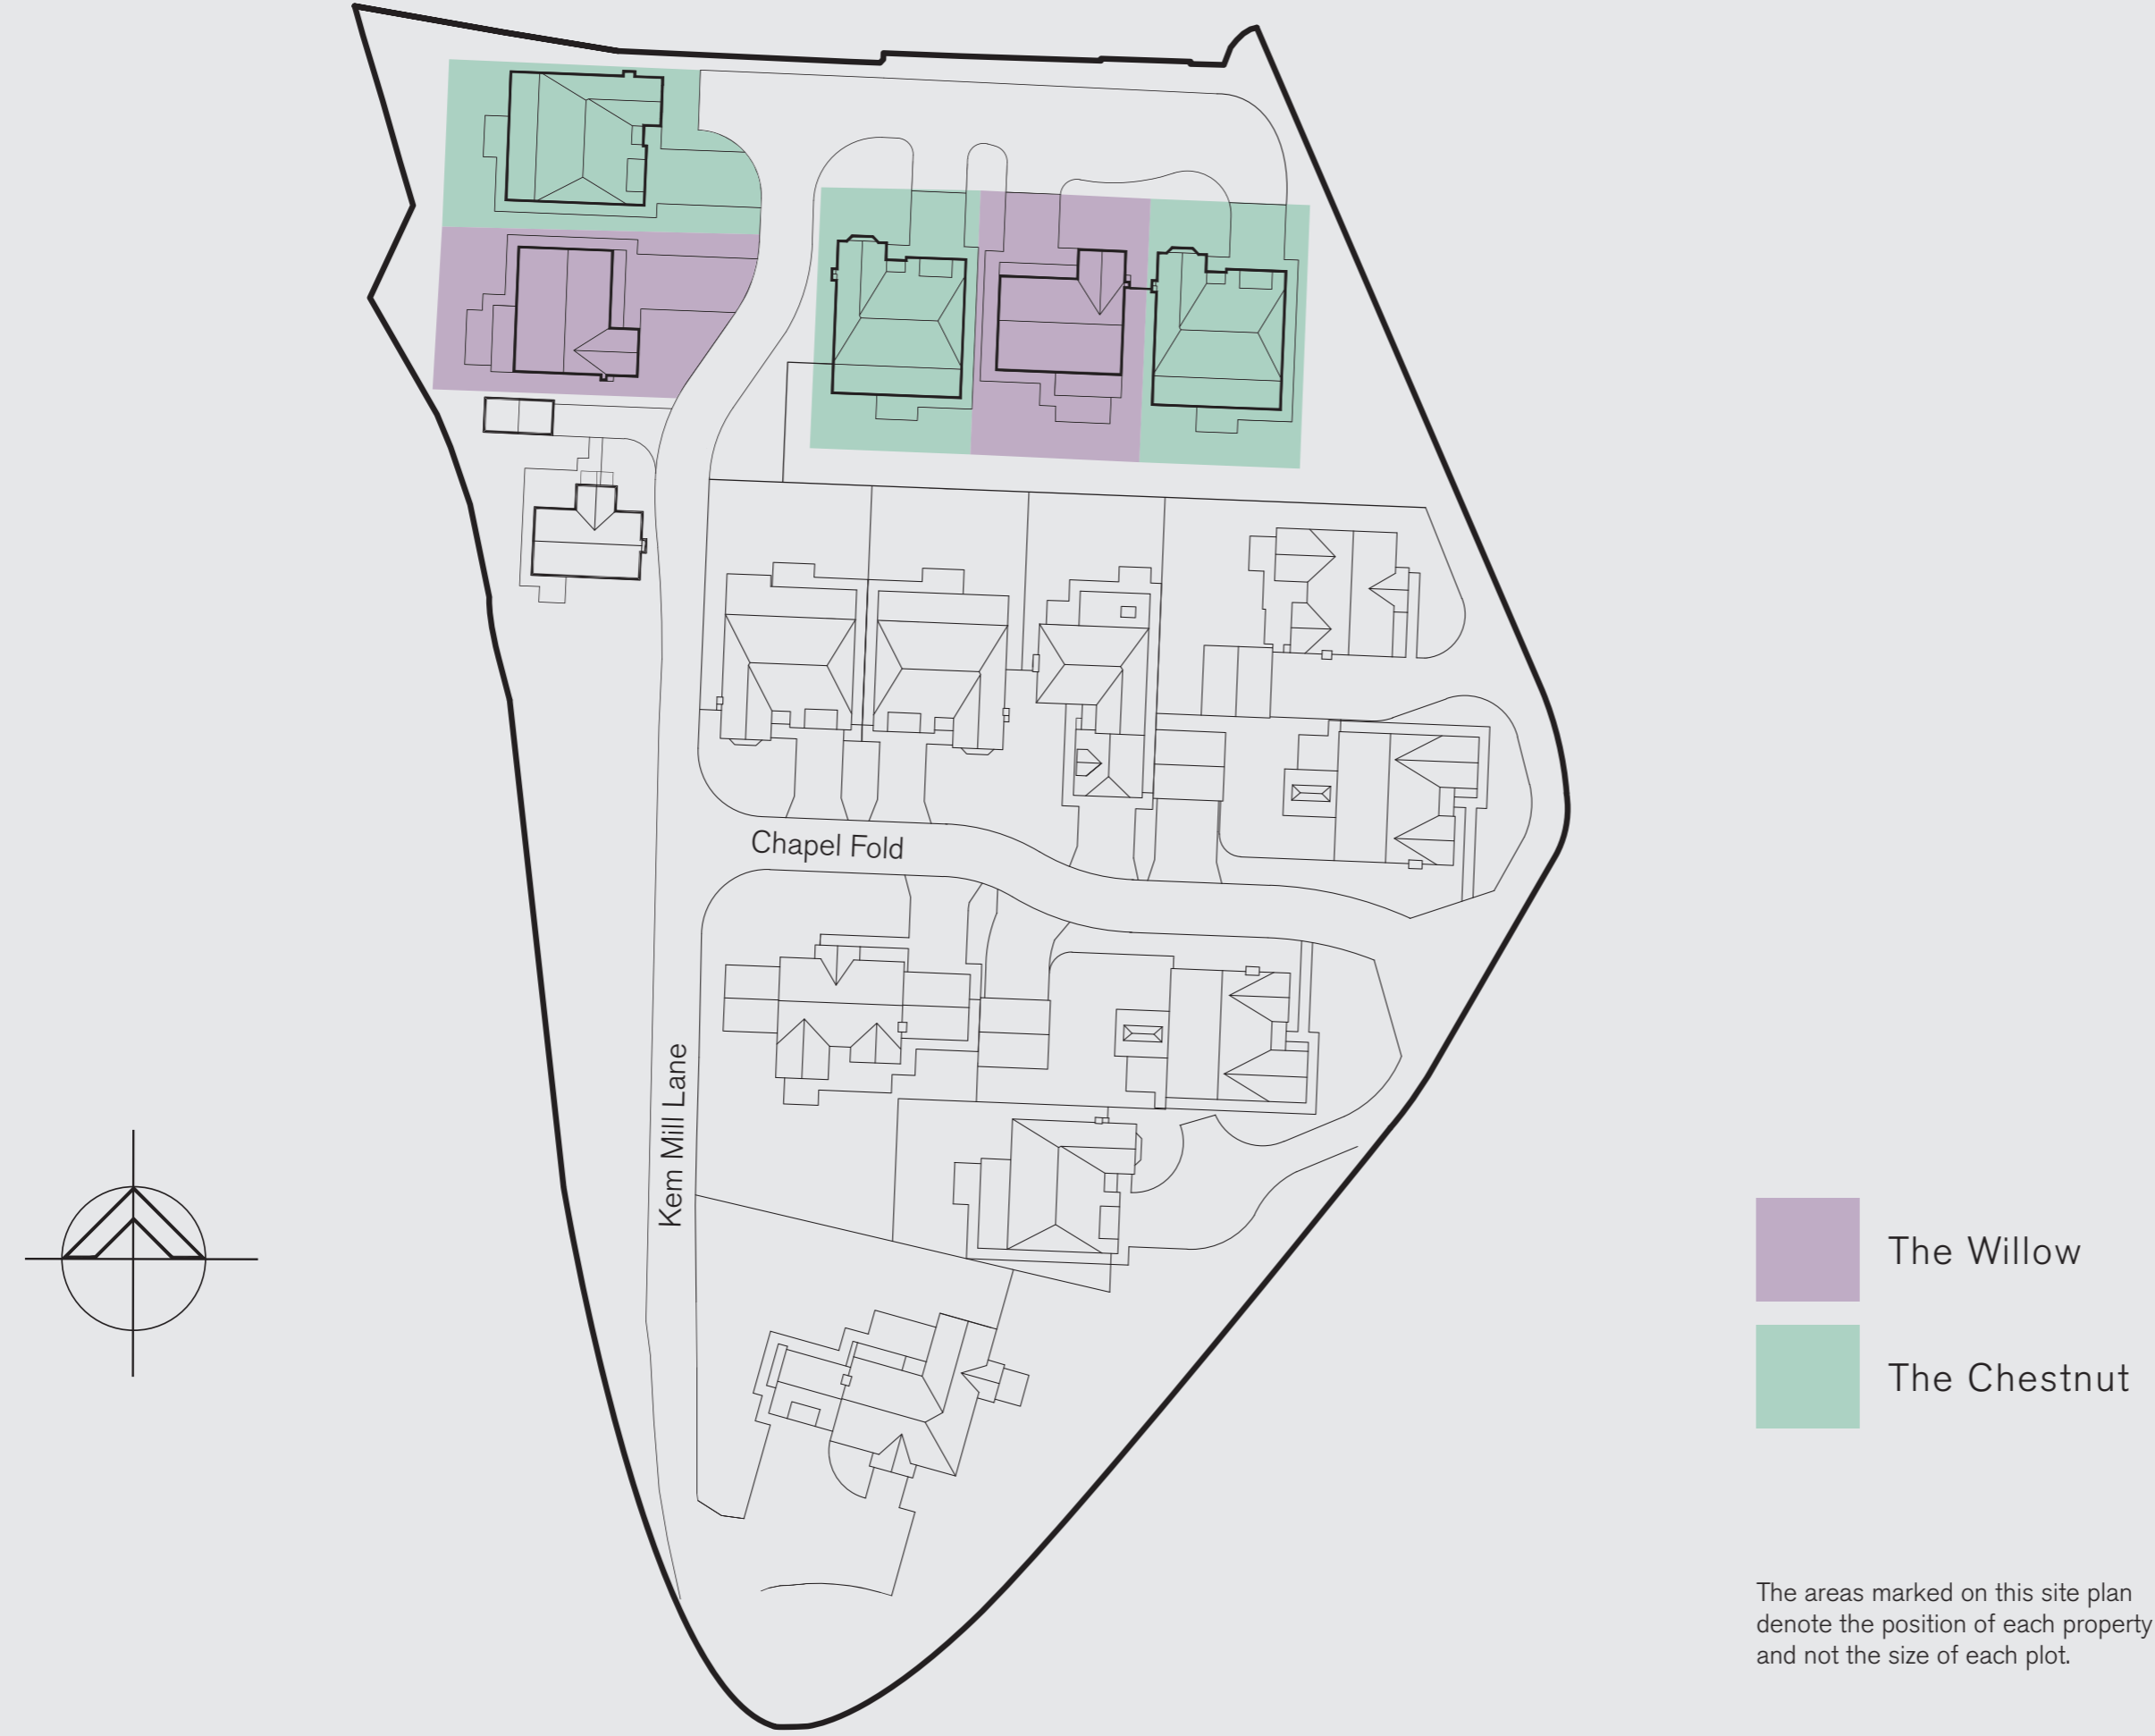 Chapel Fold
Kem Mill Lane
The Willow
The Chestnut
The areas marked on this site plan
denote the position of each property
and not the size of each plot.